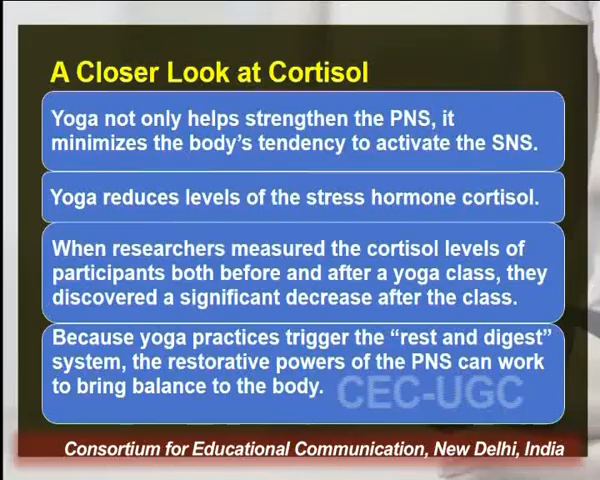 A Closer Look at Cortisol
Yoga not only helps strengthen the PNS, it
minimizes the body's tendency to activate the SNS.
Yoga reduces levels of the stress hormone cortisol.
When researchers measured the cortisol levels of
participants both before and after a yoga class, they
discovered a significant decrease after the class.
Because yoga practices trigger the “rest and digest”
system, the restorative powers of the PNS can work
to bring balance to the body.
CEC-UGC
Consortium for Educational Communication, New Delhi, India